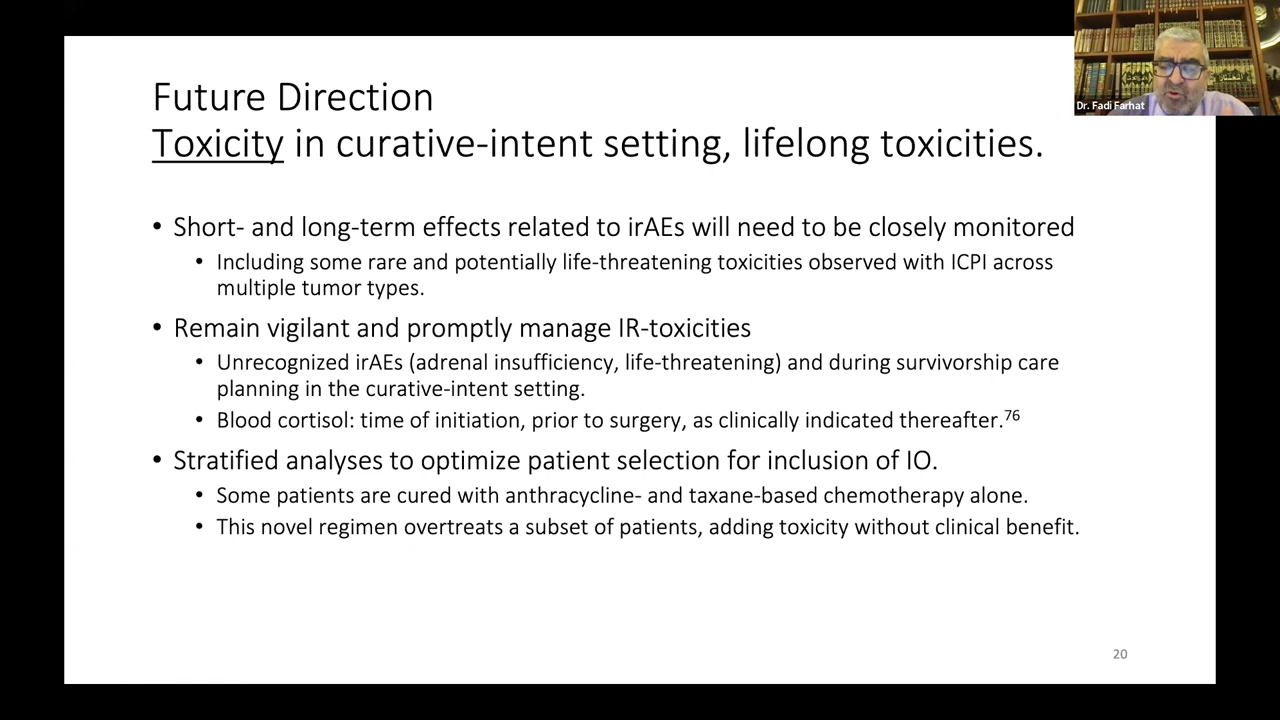 Dr. Fadi Farhat
Future Direction
Toxicity in curative-intent setting, lifelong toxicities.
• Short- and long-term effects related to irAEs will need to be closely monitored
• Including some rare and potentially life-threatening toxicities observed with ICPI across
multiple tumor types.
• Remain vigilant and promptly manage IR-toxicities
• Unrecognized irAEs (adrenal insufficiency, life-threatening) and during survivorship care
planning in the curative-intent setting.
• Blood cortisol: time of initiation, prior to surgery, as clinically indicated thereafter.⁷⁶
• Stratified analyses to optimize patient selection for inclusion of IO.
• Some patients are cured with anthracycline- and taxane-based chemotherapy alone.
• This novel regimen overtreats a subset of patients, adding toxicity without clinical benefit.
20